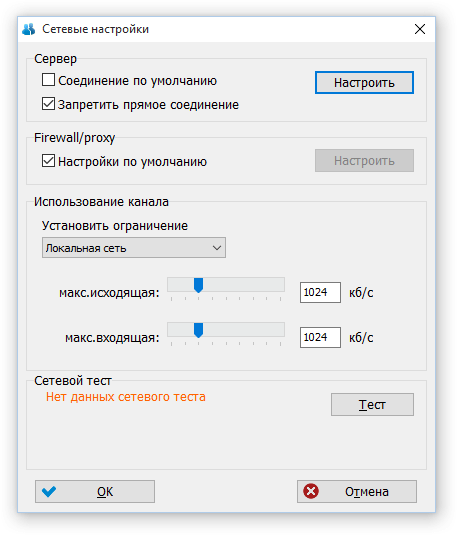 Сетевые настройки
Сервер
Соединение по умолчанию
Настроить
Запретить прямое соединение
Firewall/proxy
Настройки по умолчанию
Настроить
Использование канала
Установить ограничение
Локальная сеть
макс.исходящая: 1024 кб/с
макс.входящая: 1024 кб/с
Сетевой тест
Нет данных сетевого теста
Тест
OK
Отмена